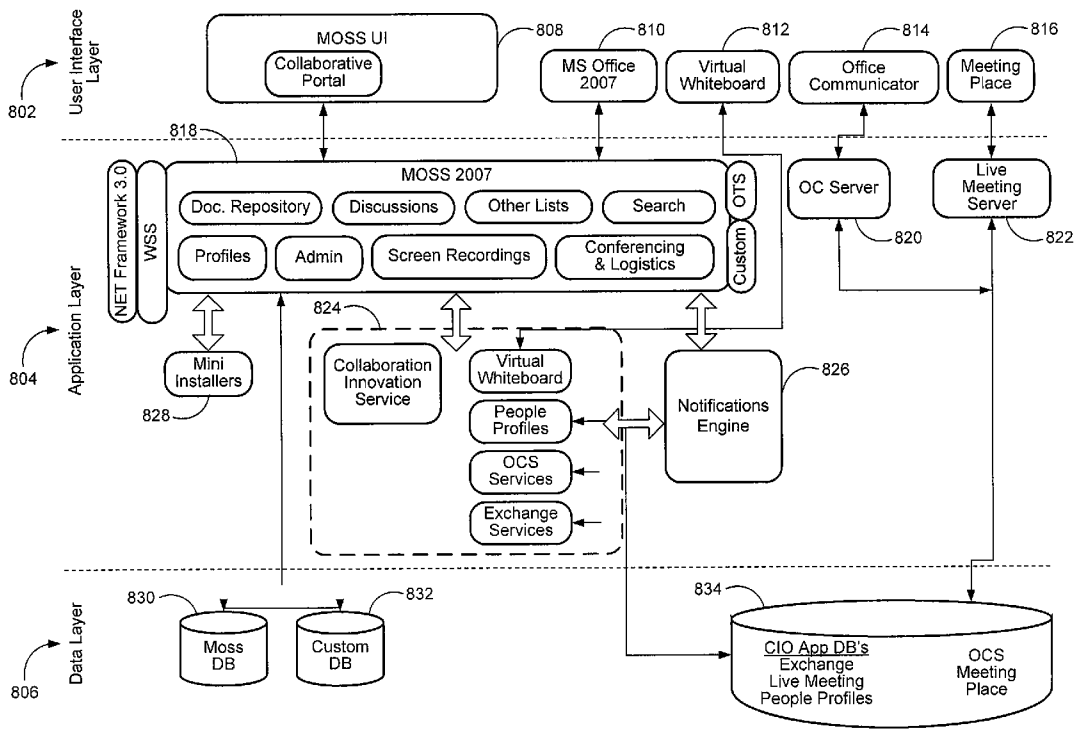 User Interface
Layer
802
MOSS UI
Collaborative
Portal
808
MS Office
2007
810
Virtual
Whiteboard
812
Office
Communicator
814
Meeting
Place
816
Application Layer
804
818
NET Framework 3.0
WSS
MOSS 2007
Doc. Repository
Discussions
Other Lists
Search
Profiles
Admin
Screen Recordings
Conferencing
& Logistics
OTS
Custom
OC Server
820
Live
Meeting
Server
822
Mini
Installers
828
824
Collaboration
Innovation
Service
Virtual
Whiteboard
People
Profiles
OCS
Services
Exchange
Services
Notifications
Engine
826
Data Layer
806
830
Moss
DB
832
Custom
DB
834
CIO App DB's
Exchange
Live Meeting
People Profiles
OCS
Meeting
Place